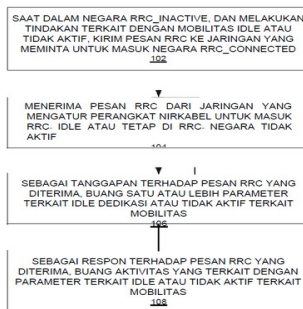 SAAT DALAM NEGARA RRC_INACTIVE, DAN MELAKUKAN
TINDAKAN TERKAIT DENGAN MOBILITAS IDLE ATAU
TIDAK AKTIF, KIRIM PESAN RRC KE JARINGAN YANG
MEMINTA UNTUK MASUK NEGARA RRC_CONNECTED
102
MENERIMA PESAN RRC DARI JARINGAN YANG
MENGATUR PERANGKAT NIRKABEL UNTUK MASUK
RRC- IDLE ATAU TETAP DI RRC- NEGARA TIDAK
AKTIF
104
SEBAGAI TANGGAPAN TERHADAP PESAN RRC YANG
DITERIMA, BUANG SATU ATAU LEBIH PARAMETER
TERKAIT IDLE DEDIKASI ATAU TIDAK AKTIF TERKAIT
MOBILITAS
106
SEBAGAI RESPON TERHADAP PESAN RRC YANG
DITERIMA, BUANG AKTIVITAS YANG TERKAIT DENGAN
PARAMETER TERKAIT IDLE ATAU TIDAK AKTIF TERKAIT
MOBILITAS
108